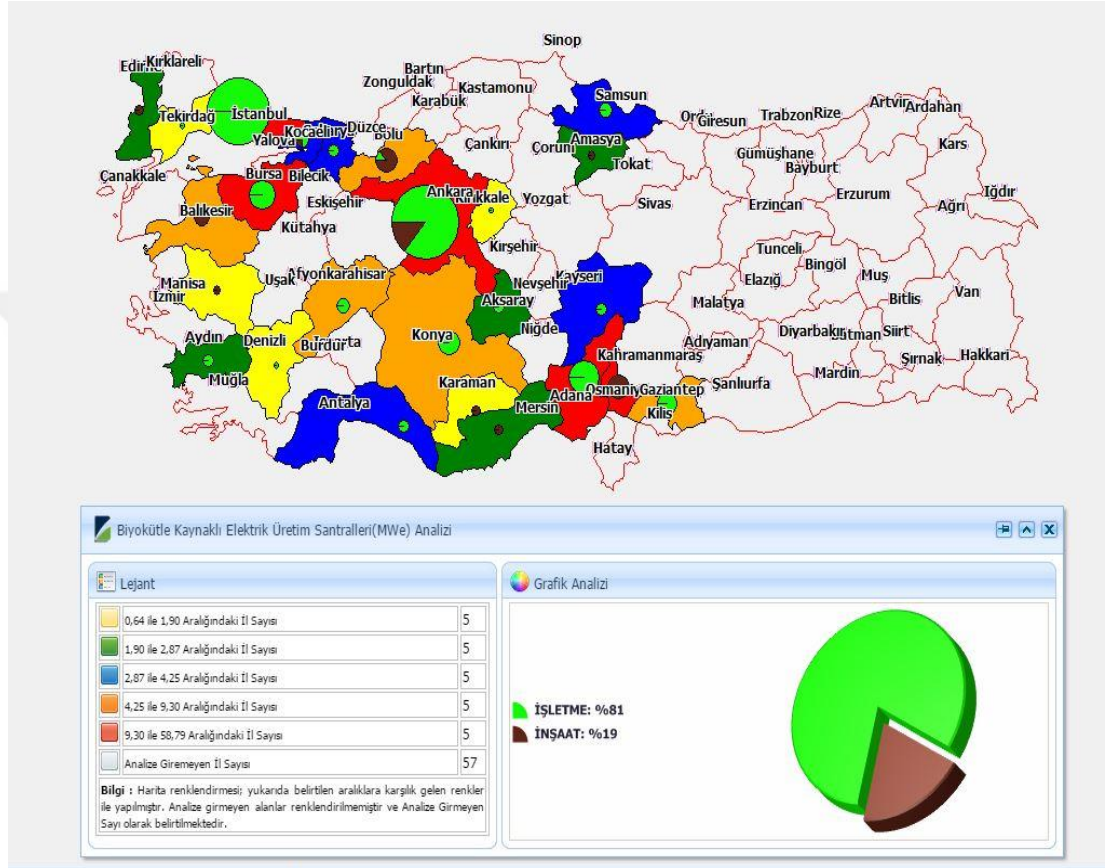 Sinop
Edirne Kırklareli
Bartın
Zonguldak
Kastamonu
Karabük
Samsun
Tekirdağ
İstanbul
Yalova
Düzce
Bolu
Çankırı
Çorum
Amasya
Tokat
Ordu
Giresun
Trabzon
Rize
Artvin
Ardahan
Kars
Gümüşhane
Bayburt
Çanakkale
Bursa
Bilecik
Ankara
Eskişehir
Yozgat
Sivas
Erzincan
Erzurum
Ağrı
Iğdır
Balıkesir
Kütahya
Kırşehir
Tunceli
Bingöl
Elazığ
Muş
Manisa
İzmir
Uşak
Afyonkarahisar
Nevşehir
Kayseri
Aksaray
Malatya
Bitlis
Van
Aydın
Denizli
Burdur
Konya
Niğde
Kahramanmaraş
Adıyaman
Diyarbakır
Siirt
Şırnak
Hakkari
Mardin
Muğla
Antalya
Karaman
Mersin
Adana
Gaziantep
Şanlıurfa
Kilis
Hatay
Biyokütle Kaynaklı Elektrik Üretim Santralleri(MWe) Analizi
Lejant
0,64 ile 1,90 Aralığındaki İl Sayısı 5
1,90 ile 2,87 Aralığındaki İl Sayısı 5
2,87 ile 4,25 Aralığındaki İl Sayısı 5
4,25 ile 9,30 Aralığındaki İl Sayısı 5
9,30 ile 58,79 Aralığındaki İl Sayısı 5
Analize Giremeyen İl Sayısı 57
Bilgi : Harita renklendirmesi; yukarıda belirtilen aralıklara karşılık gelen renkler
ile yapılmıştır. Analize girmeyen alanlar renklendirilmemiştir ve Analize Girmeyen
Sayı olarak belirtilmektedir.
Grafik Analizi
İŞLETME: %81
İNŞAAT: %19